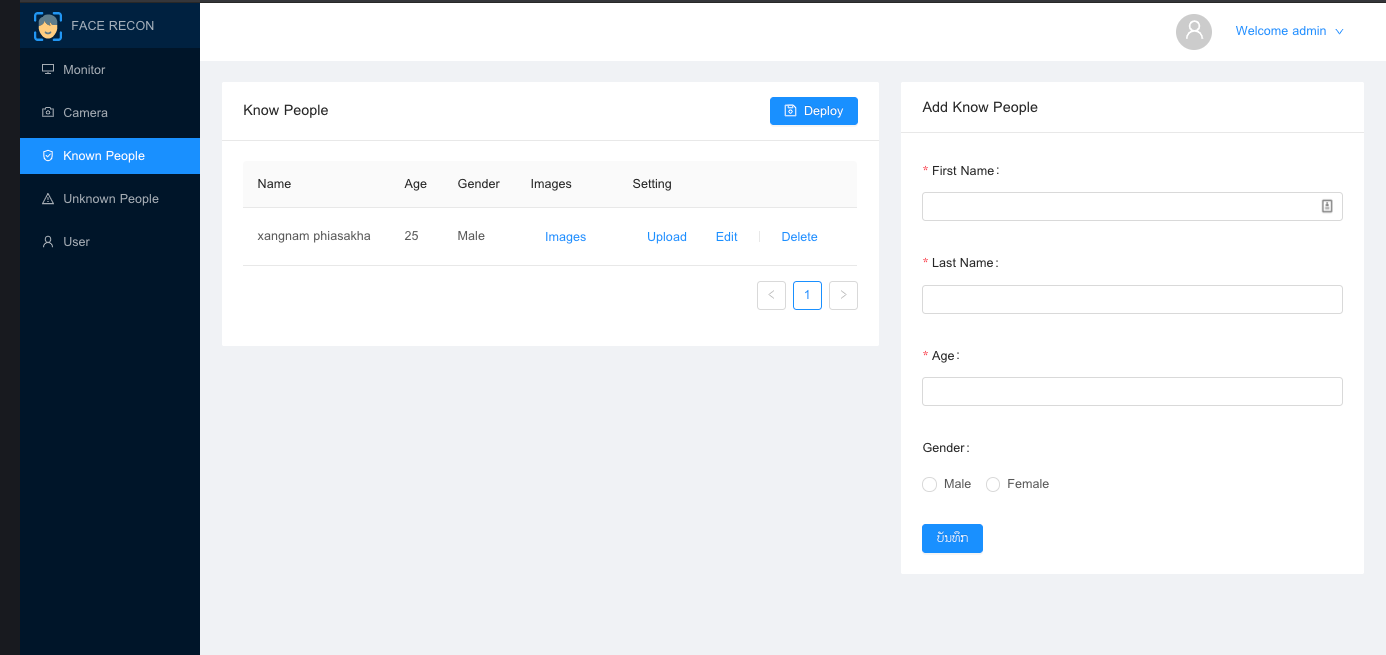 FACE RECON
Welcome admin
Monitor
Camera
Known People
Unknown People
User
Know People
Deploy
Name Age Gender Images Setting
xangnam phiasakha 25 Male Images Upload Edit Delete
1
Add Know People
* First Name:
* Last Name:
* Age:
Gender:
Male Female
ບັນທຶກ